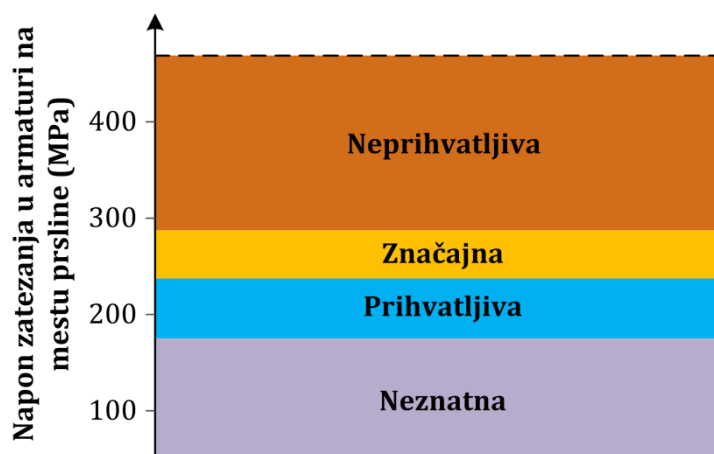 Napon zatezanja u armaturi na
mestu prsline (MPa)
400
300
200
100
Neprihvatljiva
Značajna
Prihvatljiva
Neznatna